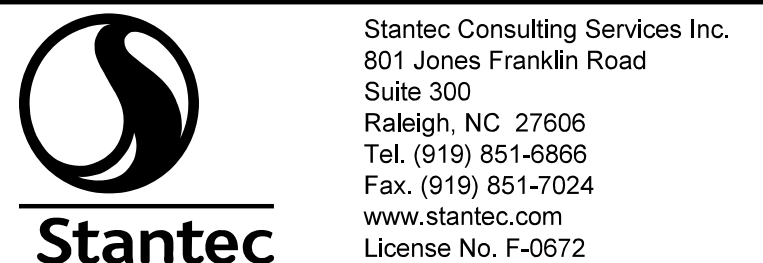 Stantec Consulting Services Inc.
801 Jones Franklin Road
Suite 300
Raleigh, NC 27606
Tel. (919) 851-6866
Fax. (919) 851-7024
www.stantec.com
License No. F-0672
Stantec